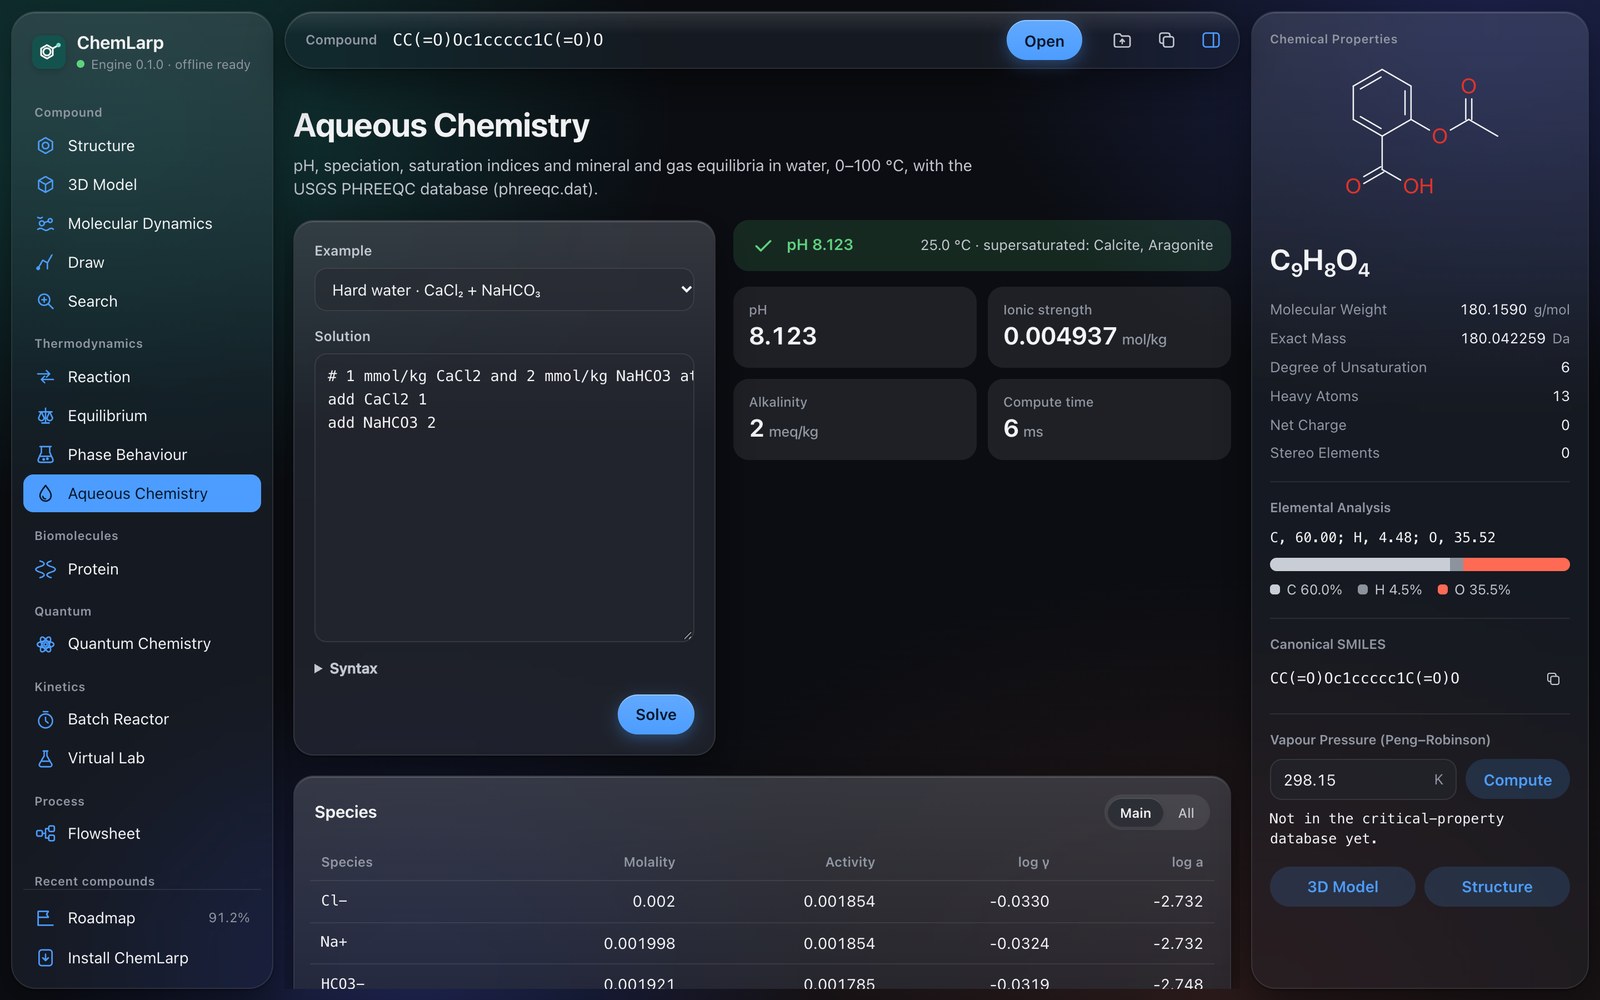 ChemLarp
Engine 0.1.0 · offline ready
Compound
Structure
3D Model
Molecular Dynamics
Draw
Search
Thermodynamics
Reaction
Equilibrium
Phase Behaviour
Aqueous Chemistry
Biomolecules
Protein
Quantum
Quantum Chemistry
Kinetics
Batch Reactor
Virtual Lab
Process
Flowsheet
Recent compounds
Roadmap 91.2%
Install ChemLarp
Compound CC(=O)Oc1ccccc1C(=O)O Open
Aqueous Chemistry
pH, speciation, saturation indices and mineral and gas equilibria in water, 0–100 °C, with the
USGS PHREEQC database (phreeqc.dat).
Example
Hard water · CaCl₂ + NaHCO₃
Solution
# 1 mmol/kg CaCl2 and 2 mmol/kg NaHCO3 at
add CaCl2 1
add NaHCO3 2
Syntax
Solve
pH 8.123 25.0 °C · supersaturated: Calcite, Aragonite
pH
8.123
Ionic strength
0.004937 mol/kg
Alkalinity
2 meq/kg
Compute time
6 ms
Species Main All
Species Molality Activity log γ log a
Cl− 0.002 0.001854 -0.0330 -2.732
Na+ 0.001998 0.001854 -0.0324 -2.732
HCO3− 0.001921 0.001785 -0.0319 -2.748
Chemical Properties
O
O
O OH
C₉H₈O₄
Molecular Weight 180.1590 g/mol
Exact Mass 180.042259 Da
Degree of Unsaturation 6
Heavy Atoms 13
Net Charge 0
Stereo Elements 0
Elemental Analysis
C, 60.00; H, 4.48; O, 35.52
C 60.0% H 4.5% O 35.5%
Canonical SMILES
CC(=O)Oc1ccccc1C(=O)O
Vapour Pressure (Peng–Robinson)
298.15 K Compute
Not in the critical-property
database yet.
3D Model Structure